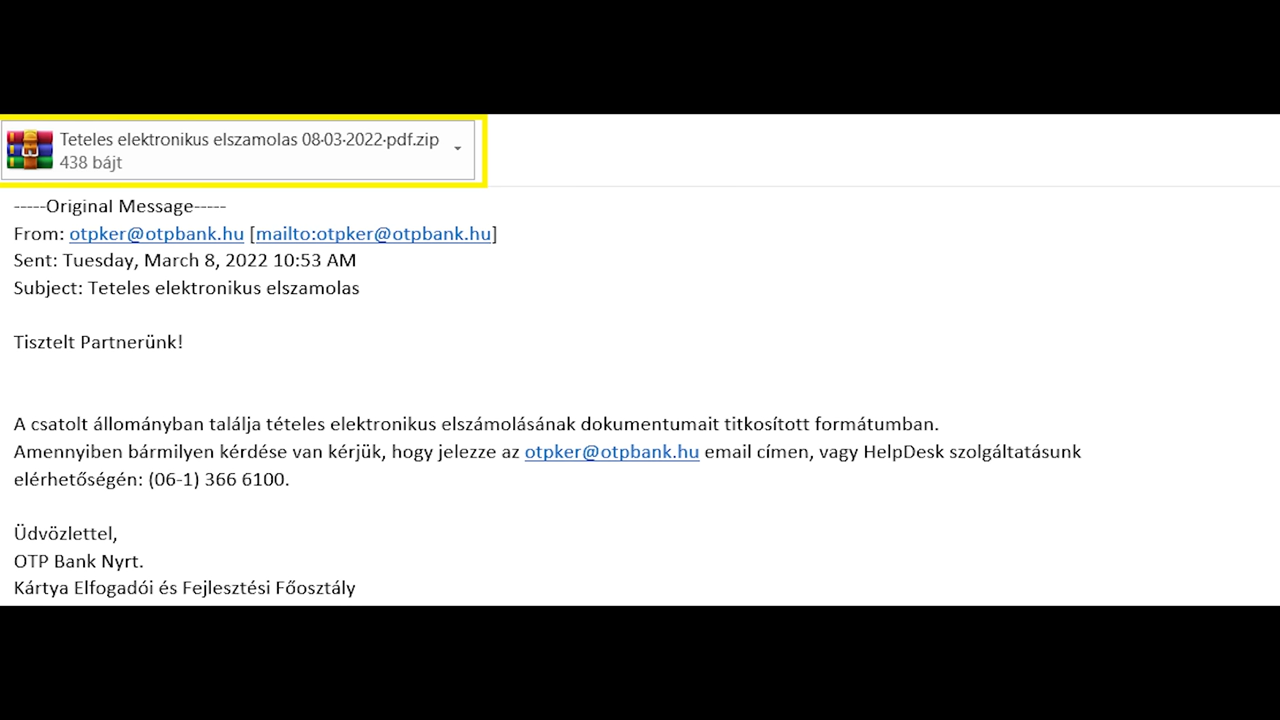 Teteles elektronikus elszamolas 08·03·2022·pdf.zip
438 bájt
-----Original Message-----
From: otpker@otpbank.hu [mailto:otpker@otpbank.hu]
Sent: Tuesday, March 8, 2022 10:53 AM
Subject: Teteles elektronikus elszamolas
Tisztelt Partnerünk!
A csatolt állományban találja tételes elektronikus elszámolásának dokumentumait titkosított formátumban.
Amennyiben bármilyen kérdése van kérjük, hogy jelezze az otpker@otpbank.hu email címen, vagy HelpDesk szolgáltatásunk
elérhetőségén: (06-1) 366 6100.
Üdvözlettel,
OTP Bank Nyrt.
Kártya Elfogadói és Fejlesztési Főosztály